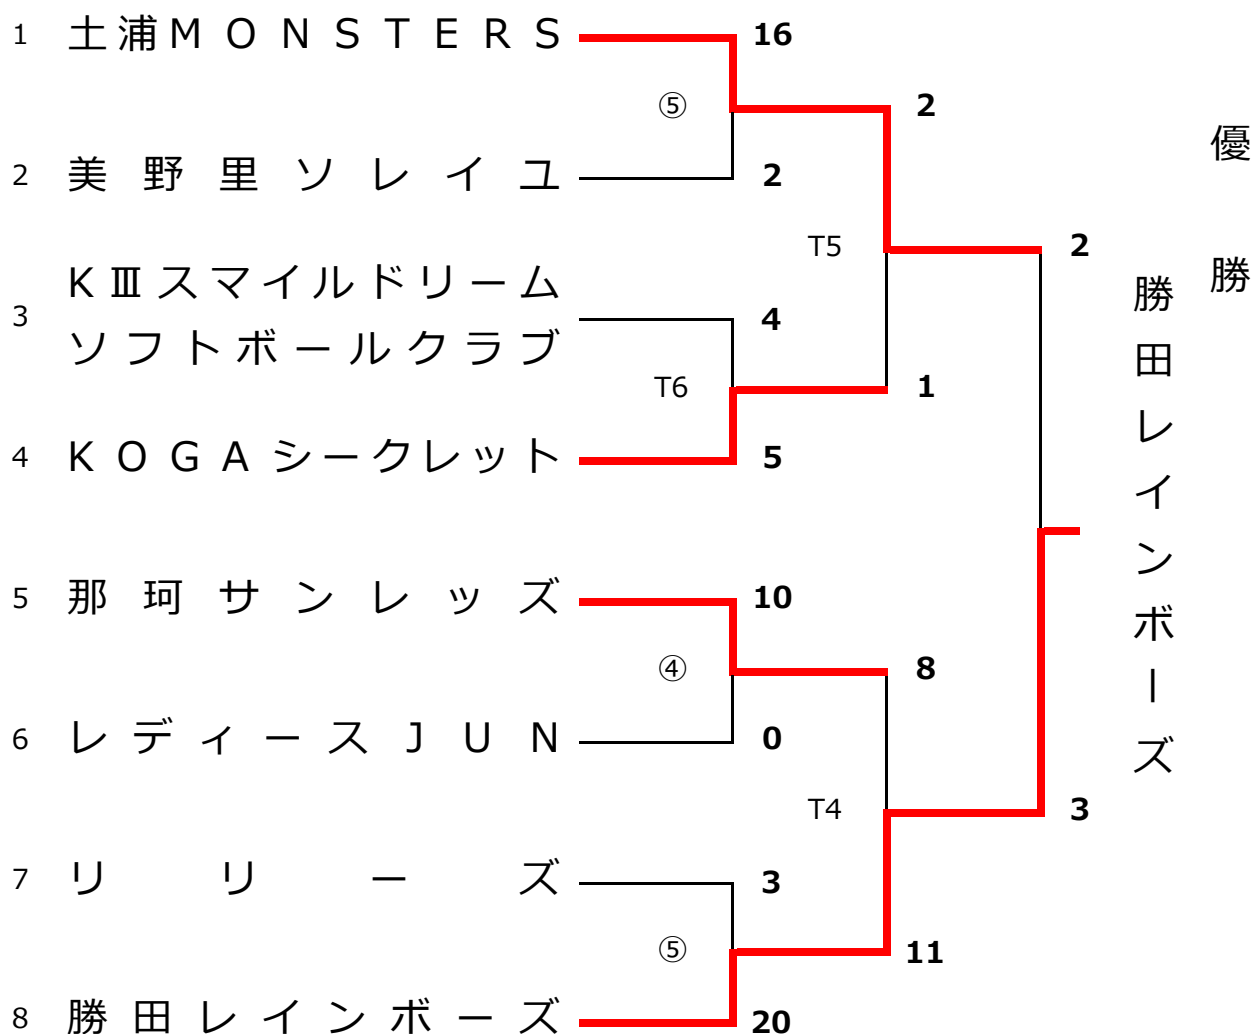 1 土浦MONSTERS 16
⑤ 2
2 美野里ソレイユ 2
T5 2
3 KⅢスマイルドリーム
ソフトボールクラブ 4
T6 1
4 KOGAシークレット 5
5 那珂サンレッズ 10
④ 8
6 レディースJUN 0
T4 3
7 リリーズ 3
⑤ 11
8 勝田レインボーズ 20
優勝
勝田レインボーズ